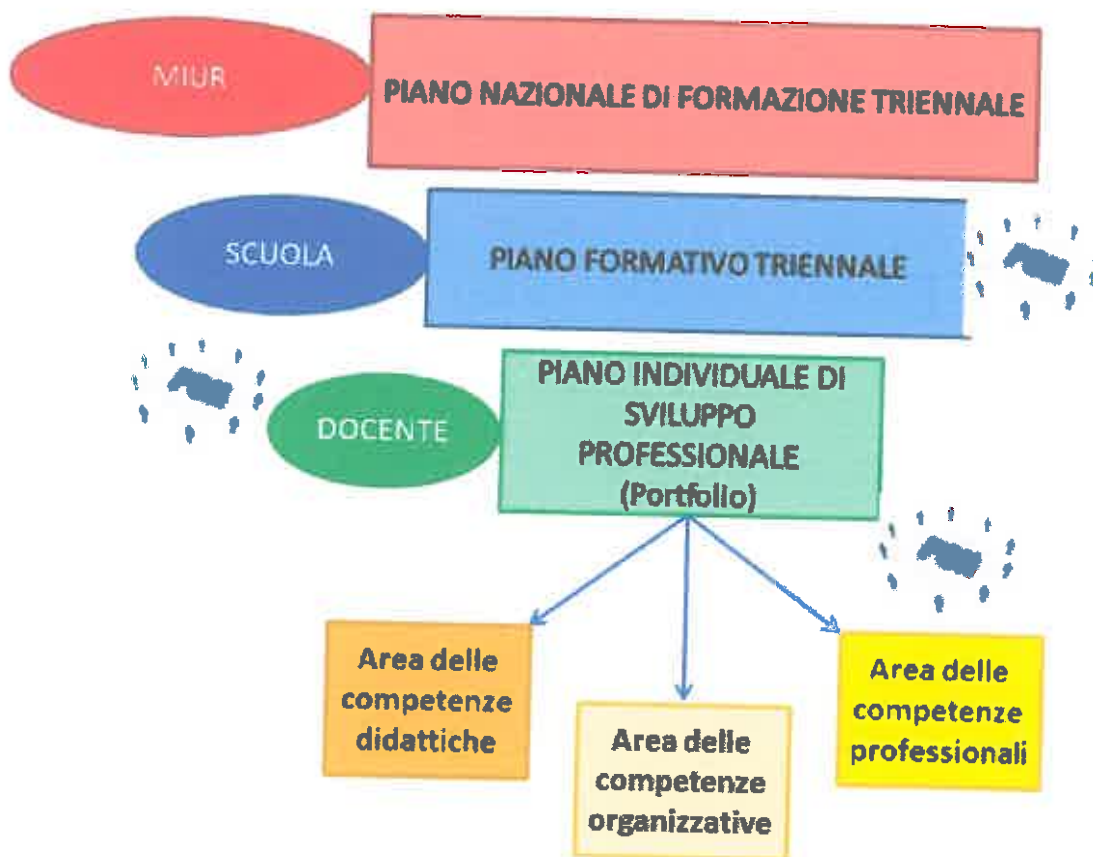 MIUR
PIANO NAZIONALE DI FORMAZIONE TRIENNALE
SCUOLA
PIANO FORMATIVO TRIENNALE
DOCENTE
PIANO INDIVIDUALE DI
SVILUPPO
PROFESSIONALE
(Portfolio)
Area delle
competenze
didattiche
Area delle
competenze
organizzative
Area delle
competenze
professionali